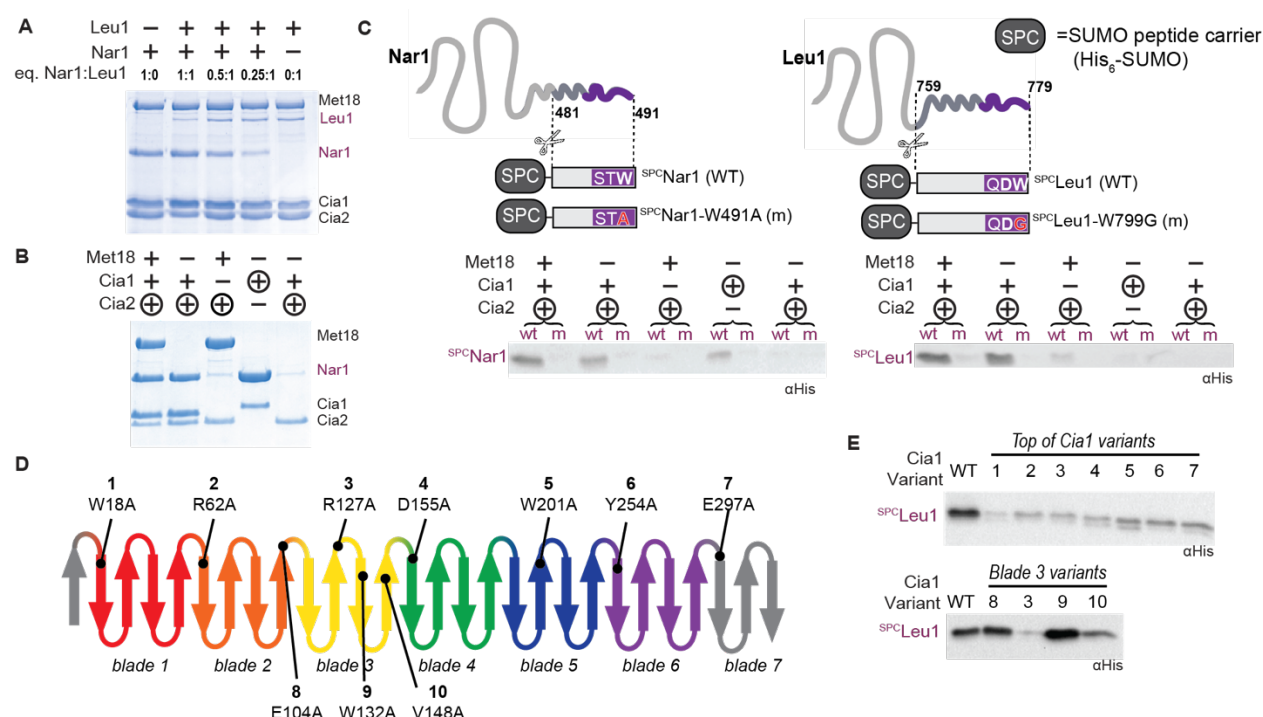 A
Leu1 − + + + +
Nar1 + + + + −
eq. Nar1:Leu1 1:0 1:1 0.5:1 0.25:1 0:1
Met18
Leu1
Nar1
Cia1
Cia2
B
Met18 + − + − −
Cia1 + + − + +
Cia2 + + + − +
Met18
Nar1
Cia1
Cia2
C
Nar1
481 491
SPC STW SPCNar1 (WT)
SPC STA SPCNar1-W491A (m)
Leu1
759 779
SPC =SUMO peptide carrier
(His6-SUMO)
SPC QDW SPCLeu1 (WT)
SPC QDG SPCLeu1-W799G (m)
Met18 + − + − −
Cia1 + + − + +
Cia2 + + + − +
wt m wt m wt m wt m wt m
SPCNar1
αHis
Met18 + − + − −
Cia1 + + − + +
Cia2 + + + − +
wt m wt m wt m wt m wt m
SPCLeu1
αHis
D
1 2 3 4 5 6 7
W18A R62A R127A D155A W201A Y254A E297A
blade 1 blade 2 blade 3 blade 4 blade 5 blade 6 blade 7
8 9 10
E104A W132A V148A
E
Top of Cia1 variants
Cia1
Variant WT 1 2 3 4 5 6 7
SPCLeu1
αHis
Cia1 Blade 3 variants
Variant WT 8 3 9 10
SPCLeu1
αHis